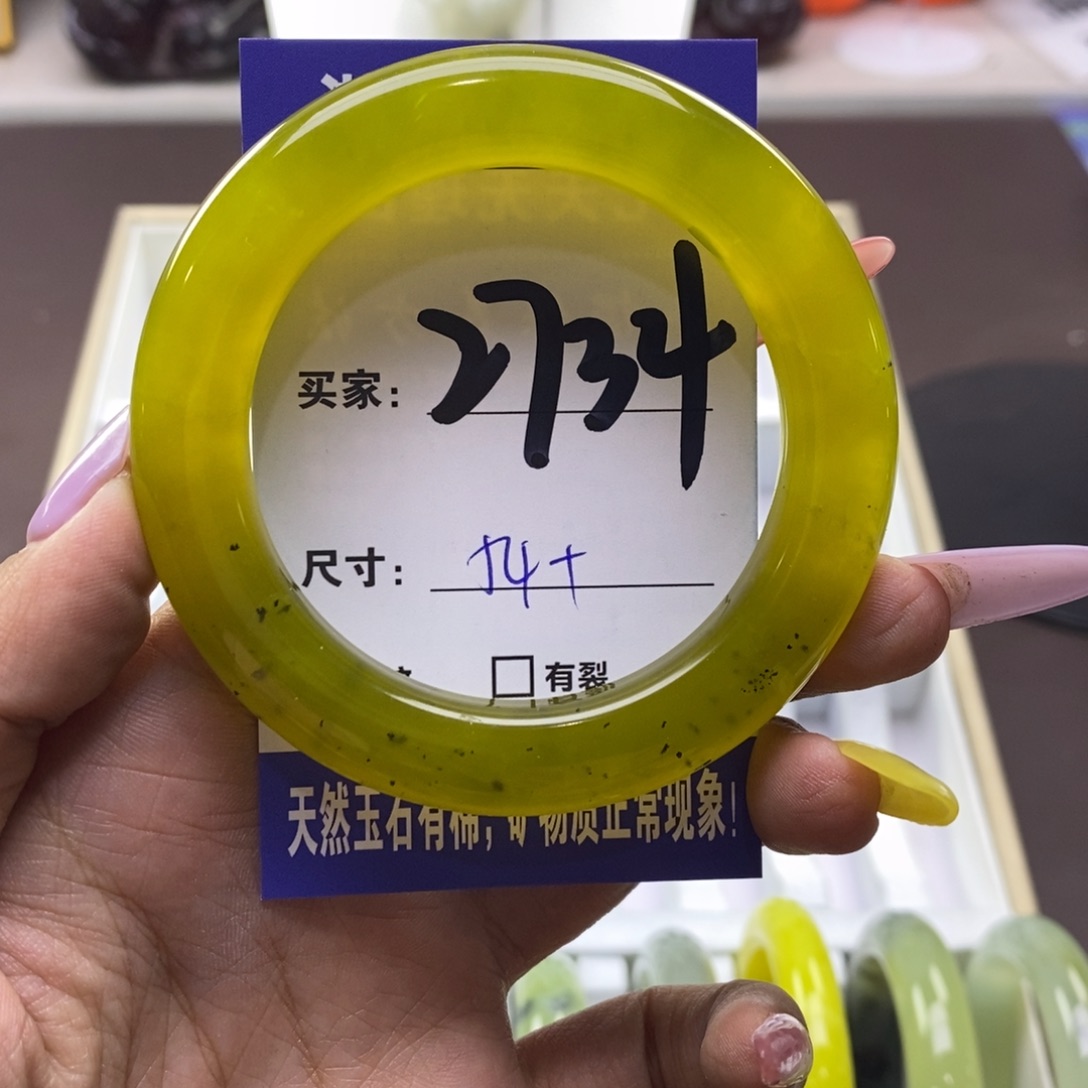 买家: 2734
尺寸: 54+
有裂
天然玉石有棉,矿物质正常现象!